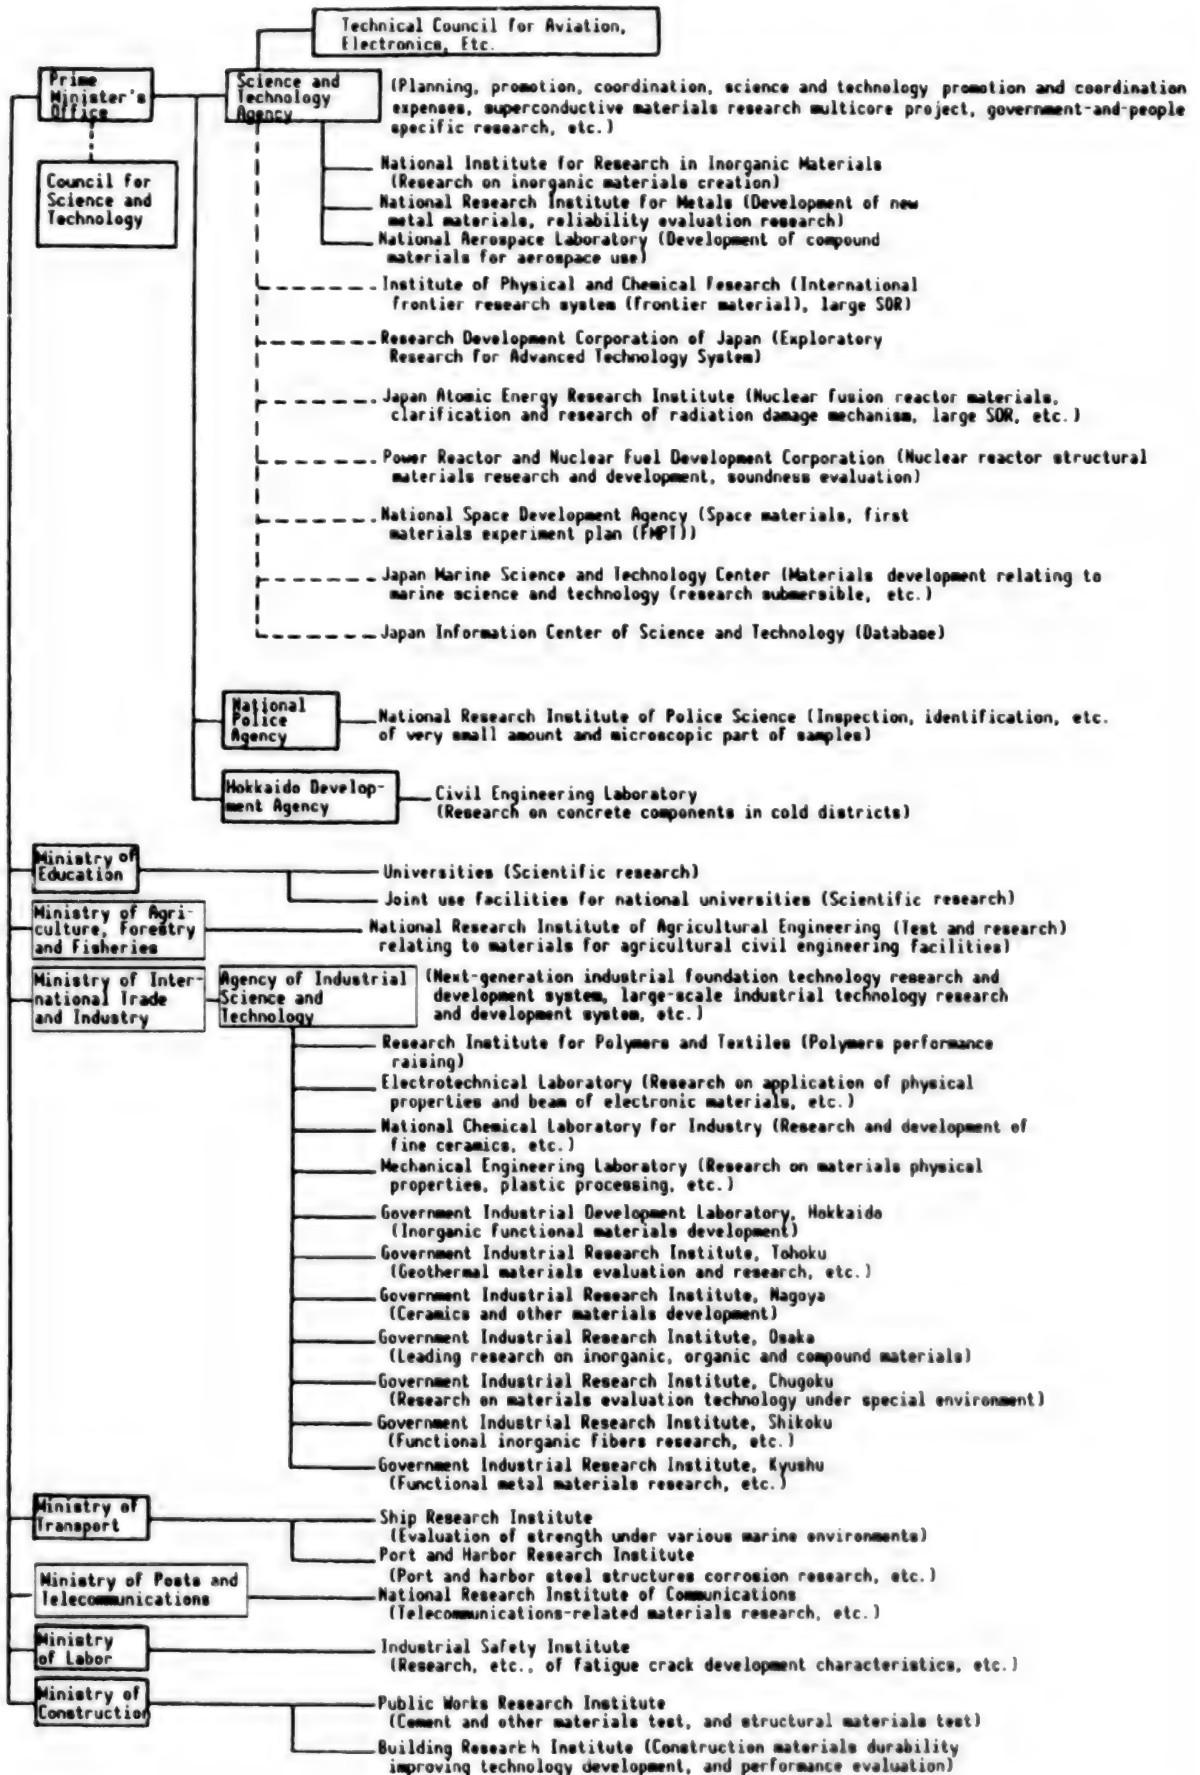 Technical Council for Aviation,
Electronics, Etc.
Prime
Minister's
Office
Science and
Technology
Agency
(Planning, promotion, coordination, science and technology promotion and coordination
expenses, superconductive materials research multicore project, government-and-people
specific research, etc.)
Council for
Science and
Technology
National Institute for Research in Inorganic Materials
(Research on inorganic materials creation)
National Research Institute for Metals (Development of new
metal materials, reliability evaluation research)
National Aerospace Laboratory (Development of compound
materials for aerospace use)
Institute of Physical and Chemical Research (International
frontier research system (frontier material), large SOR)
Research Development Corporation of Japan (Exploratory
Research for Advanced Technology System)
Japan Atomic Energy Research Institute (Nuclear fusion reactor materials,
clarification and research of radiation damage mechanism, large SOR, etc.)
Power Reactor and Nuclear Fuel Development Corporation (Nuclear reactor structural
materials research and development, soundness evaluation)
National Space Development Agency (Space materials, first
materials experiment plan (FMPT))
Japan Marine Science and Technology Center (Materials development relating to
marine science and technology (research submersible, etc.)
Japan Information Center of Science and Technology (Database)
National
Police
Agency
National Research Institute of Police Science (Inspection, identification, etc.
of very small amount and microscopic part of samples)
Hokkaido Develop-
ment Agency
Civil Engineering Laboratory
(Research on concrete components in cold districts)
Ministry of
Education
Universities (Scientific research)
Joint use facilities for national universities (Scientific research)
Ministry of Agri-
culture, Forestry
and Fisheries
National Research Institute of Agricultural Engineering (Test and research)
relating to materials for agricultural civil engineering facilities)
Ministry of Inter-
national Trade
and Industry
Agency of Industrial
Science and
Technology
(Next-generation industrial foundation technology research and
development system, large-scale industrial technology research
and development system, etc.)
Research Institute for Polymers and Textiles (Polymers performance
raising)
Electrotechnical Laboratory (Research on application of physical
properties and beam of electronic materials, etc.)
National Chemical Laboratory for Industry (Research and development of
fine ceramics, etc.)
Mechanical Engineering Laboratory (Research on materials physical
properties, plastic processing, etc.)
Government Industrial Development Laboratory, Hokkaido
(Inorganic functional materials development)
Government Industrial Research Institute, Tohoku
(Geothermal materials evaluation and research, etc.)
Government Industrial Research Institute, Nagoya
(Ceramics and other materials development)
Government Industrial Research Institute, Osaka
(Leading research on inorganic, organic and compound materials)
Government Industrial Research Institute, Chugoku
(Research on materials evaluation technology under special environment)
Government Industrial Research Institute, Shikoku
(Functional inorganic fibers research, etc.)
Government Industrial Research Institute, Kyushu
(Functional metal materials research, etc.)
Ministry of
Transport
Ship Research Institute
(Evaluation of strength under various marine environments)
Port and Harbor Research Institute
(Port and harbor steel structures corrosion research, etc.)
Ministry of Posts and
Telecommunications
National Research Institute of Communications
(Telecommunications-related materials research, etc.)
Ministry
of Labor
Industrial Safety Institute
(Research, etc., of fatigue crack development characteristics, etc.)
Ministry of
Construction
Public Works Research Institute
(Cement and other materials test, and structural materials test)
Building Research Institute (Construction materials durability
improving technology development, and performance evaluation)